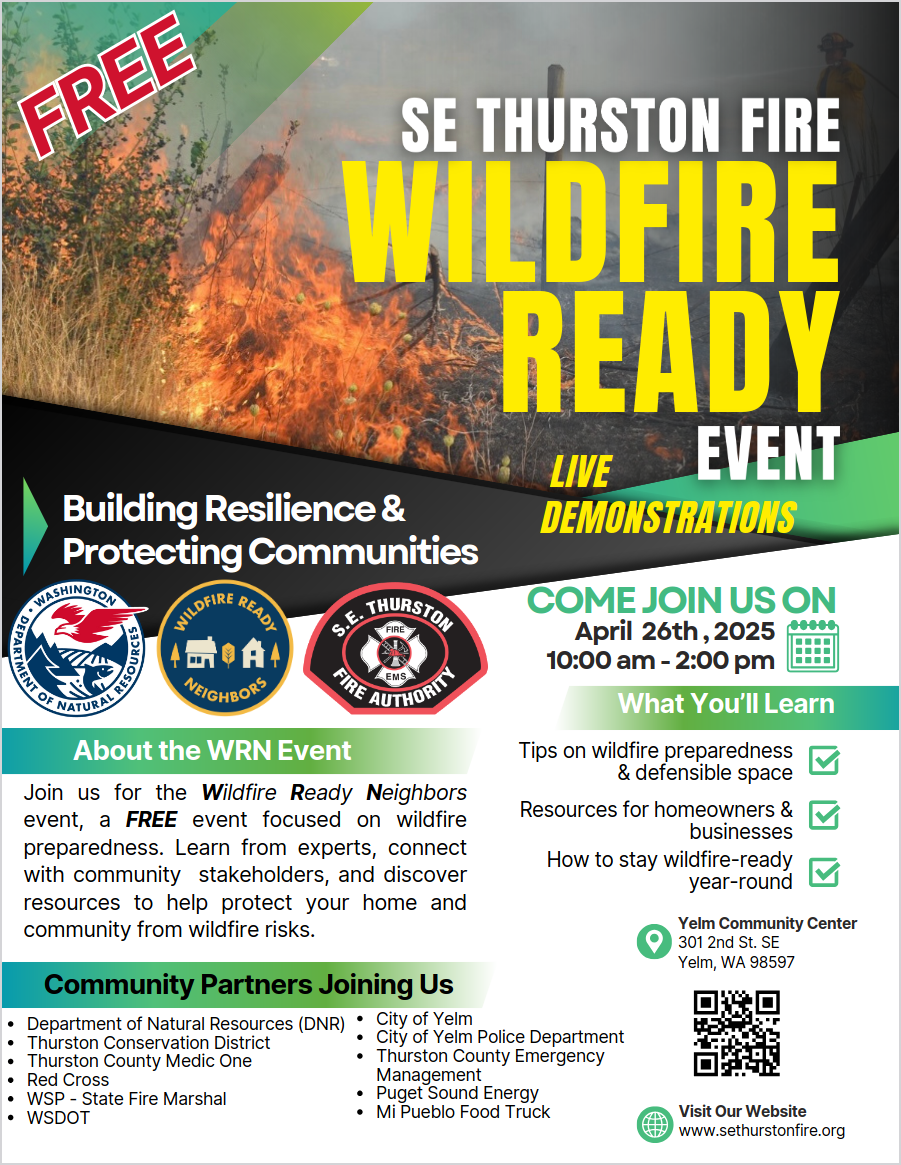 FREE
SE THURSTON FIRE
WILDFIRE
READY
EVENT
LIVE
DEMONSTRATIONS
Building Resilience &
Protecting Communities
WASHINGTON
DEPARTMENT OF NATURAL RESOURCES
WILDFIRE READY
NEIGHBORS
S.E. THURSTON
FIRE
EMS
FIRE AUTHORITY
COME JOIN US ON
April 26th , 2025
10:00 am - 2:00 pm
What You'll Learn
Tips on wildfire preparedness
& defensible space
Resources for homeowners &
businesses
How to stay wildfire-ready
year-round
About the WRN Event
Join us for the Wildfire Ready Neighbors
event, a FREE event focused on wildfire
preparedness. Learn from experts, connect
with community stakeholders, and discover
resources to help protect your home and
community from wildfire risks.
Yelm Community Center
301 2nd St. SE
Yelm, WA 98597
Community Partners Joining Us
• Department of Natural Resources (DNR)
• Thurston Conservation District
• Thurston County Medic One
• Red Cross
• WSP - State Fire Marshal
• WSDOT
• City of Yelm
• City of Yelm Police Department
• Thurston County Emergency
Management
• Puget Sound Energy
• Mi Pueblo Food Truck
Visit Our Website
www.sethurstonfire.org